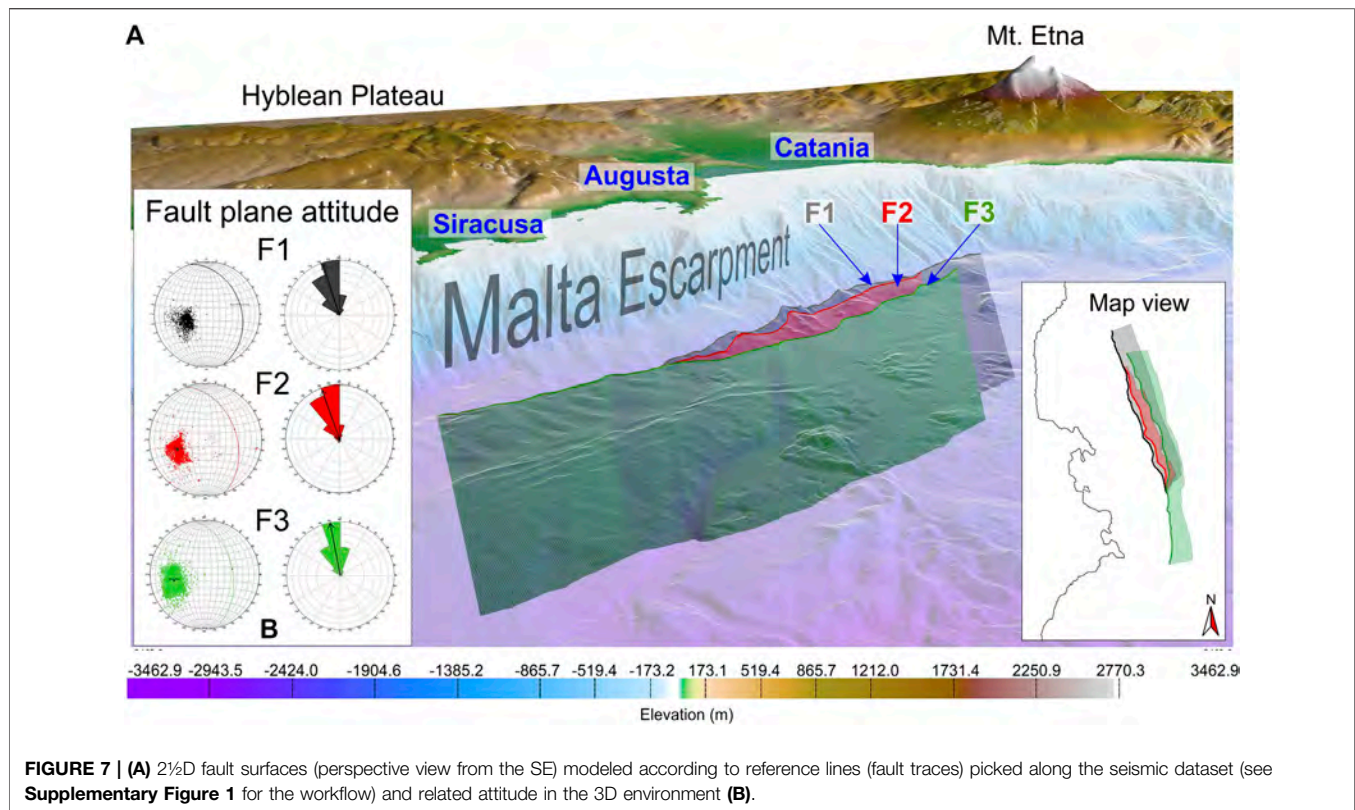 A
Mt. Etna
Hyblean Plateau
Catania
Augusta
Siracusa
Malta Escarpment
F1 F2 F3
Fault plane attitude
F1
F2
F3
B
Map view
N
-3462.9 -2943.5 -2424.0 -1904.6 -1385.2 -865.7 -519.4 -173.2 173.1 519.4 865.7 1212.0 1731.4 2250.9 2770.3 3462.9
Elevation (m)
FIGURE 7 | (A) 2½D fault surfaces (perspective view from the SE) modeled according to reference lines (fault traces) picked along the seismic dataset (see
Supplementary Figure 1 for the workflow) and related attitude in the 3D environment (B).